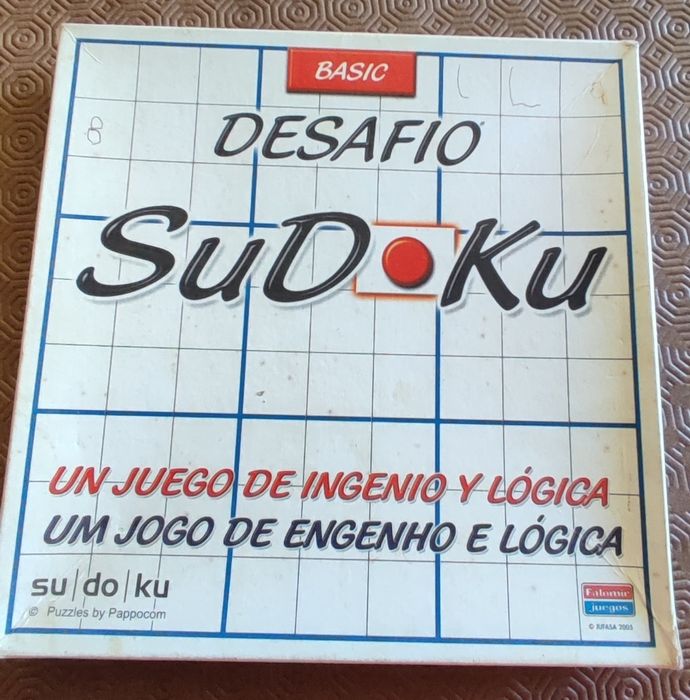 BASIC
8
DESAFIO
SuDoKu
UN JUEGO DE INGENIO Y LÓGICA
UM JOGO DE ENGENHO E LÓGICA
su|do|ku
© Puzzles by Pappocom
Falomir
juegos
© JUFASA 2005